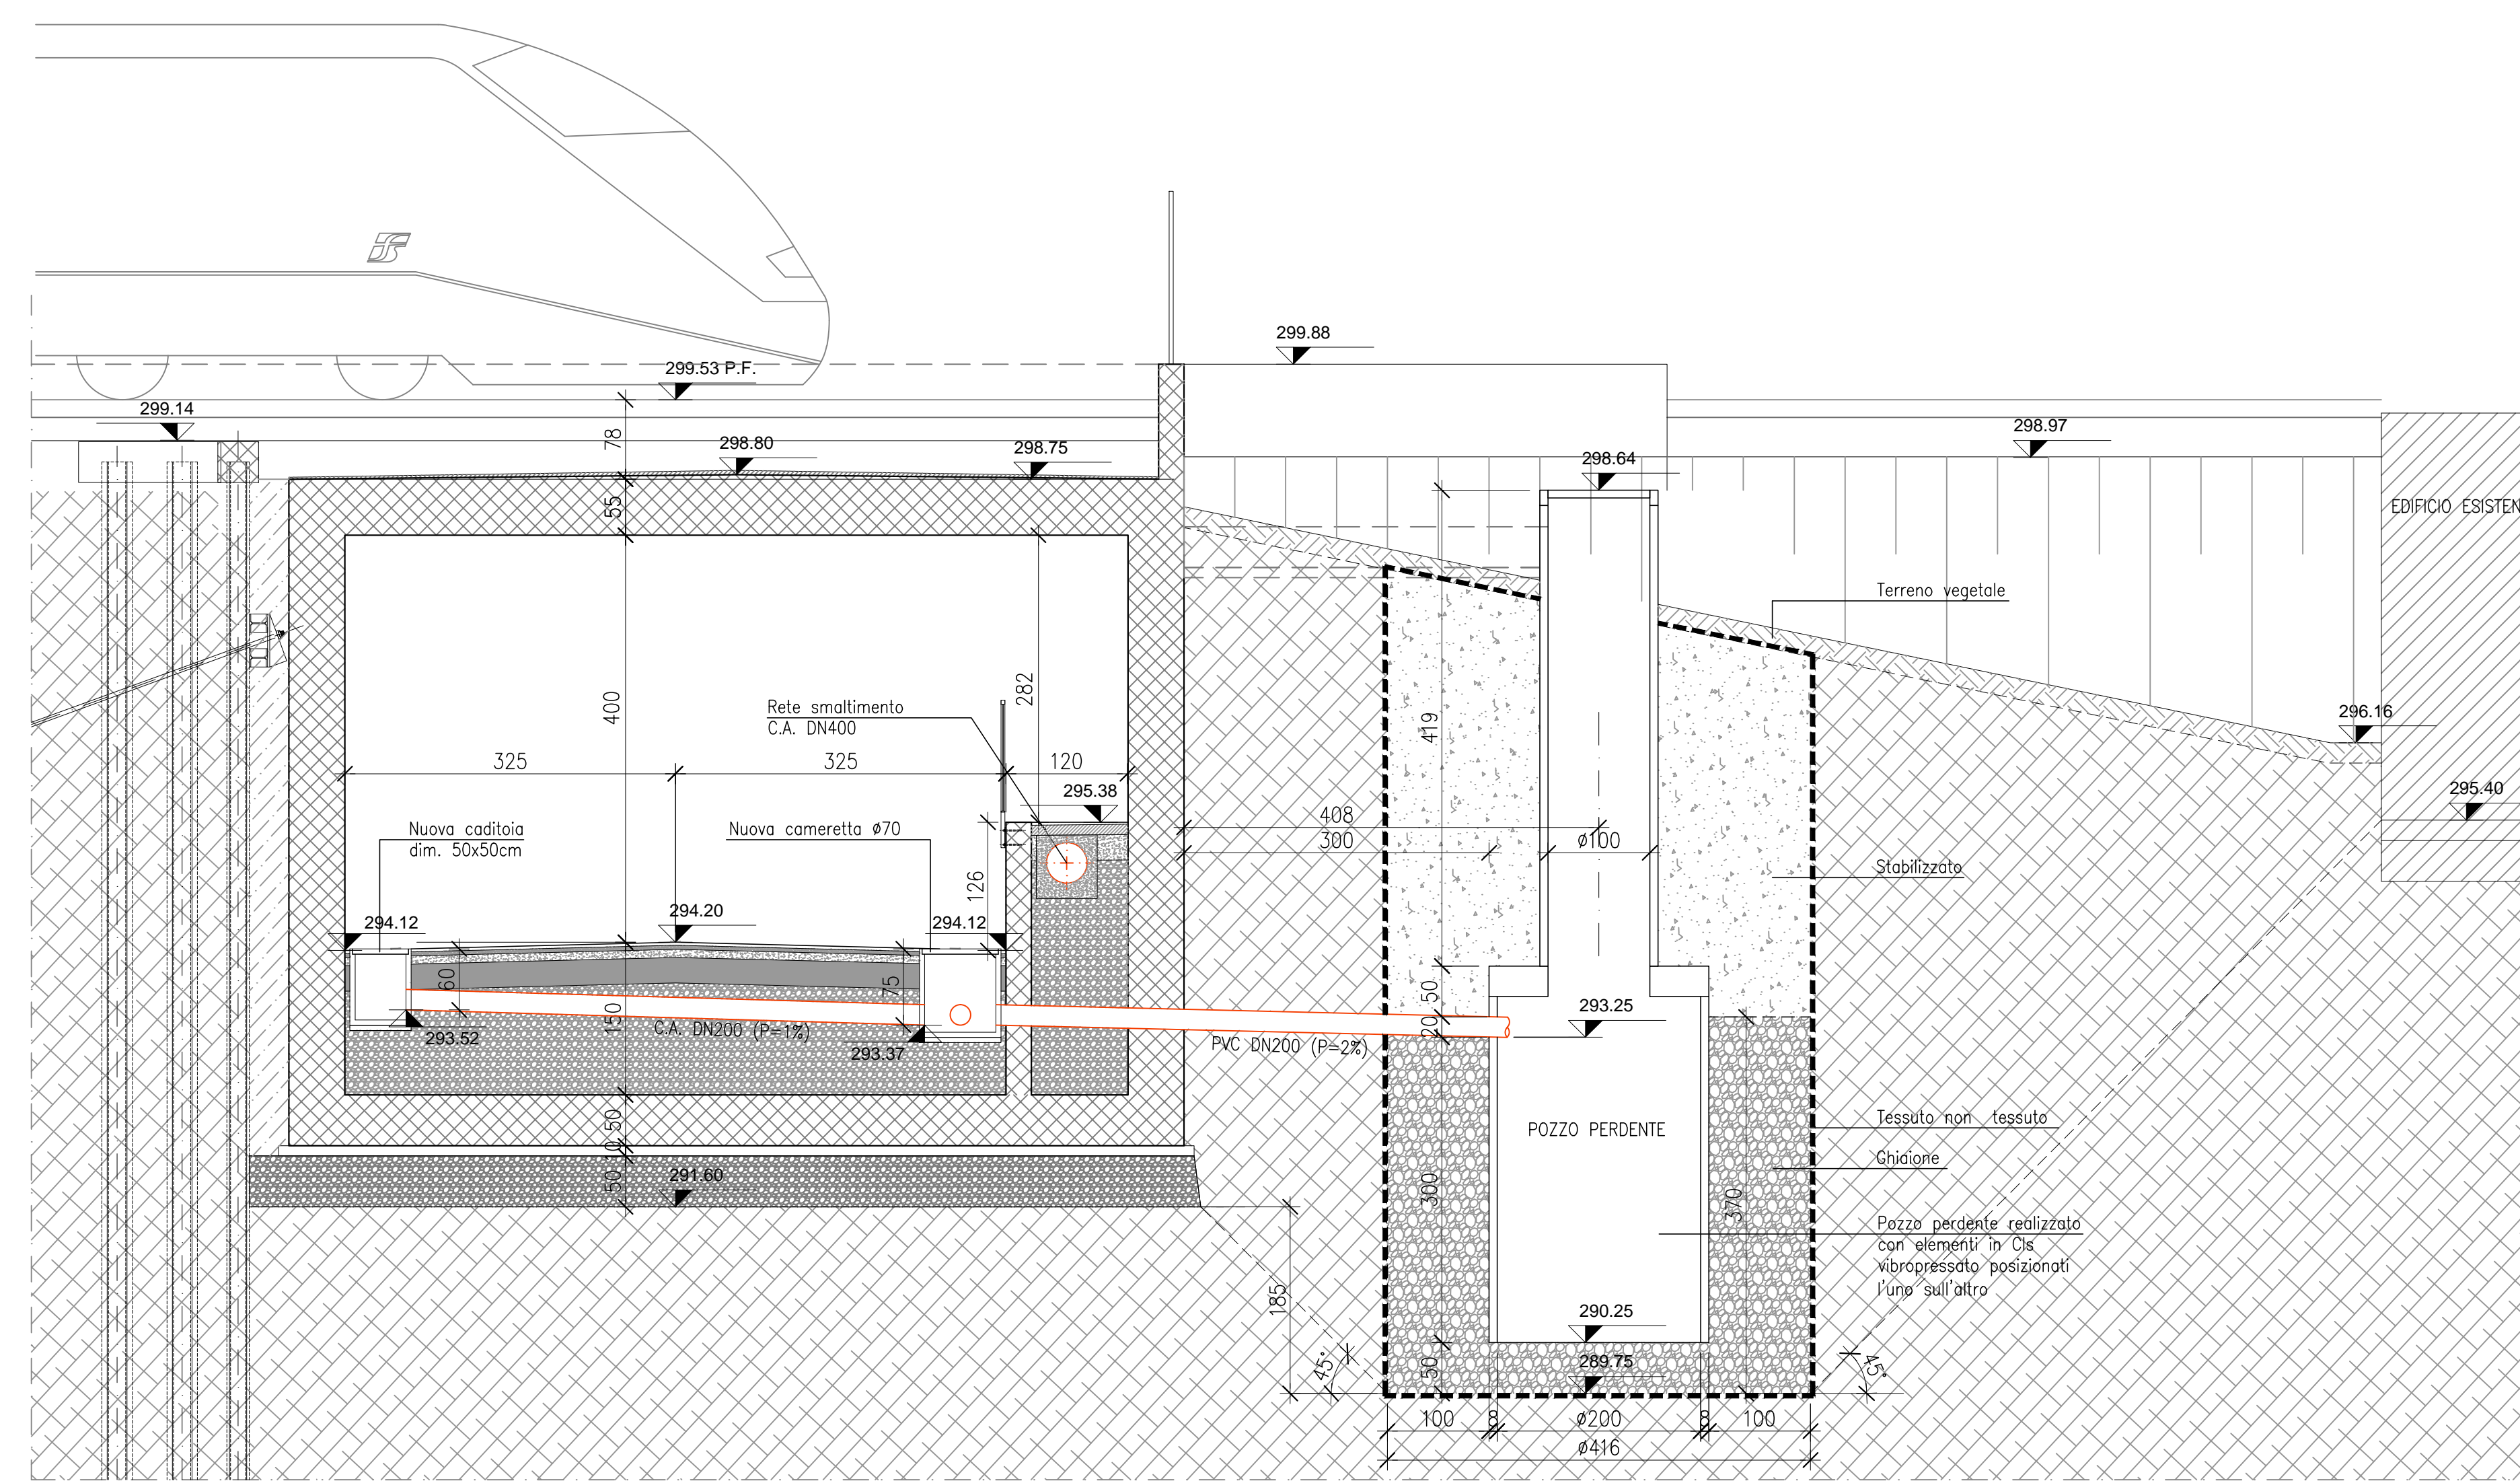 299.88
299.53 P.F.
299.14
78
298.80
298.75
298.97
298.64
55
EDIFICIO ESISTEN
Terreno vegetale
400
282
Rete smaltimento
C.A. DN400
419
296.16
325
325
120
295.38
295.40
408
300
ø100
Nuova caditoia
dim. 50x50cm
Nuova cameretta ø70
Stabilizzato
126
294.12
294.20
294.12
60
75
150
50
20
293.25
C.A. DN200 (P=1%)
293.52
293.37
PVC DN200 (P=2%)
POZZO PERDENTE
Tessuto non tessuto
Ghiaione
50
10
50
291.60
300
370
Pozzo perdente realizzato
con elementi in Cls
vibropressato posizionati
l'uno sull'altro
185
290.25
289.75
50
45°
45°
100
8
ø200
8
100
ø416